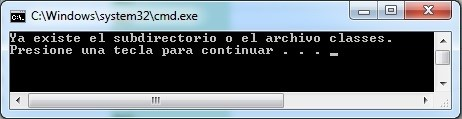 C:\Windows\system32\cmd.exe
Ya existe el subdirectorio o el archivo classes.
Presione una tecla para continuar . . . _